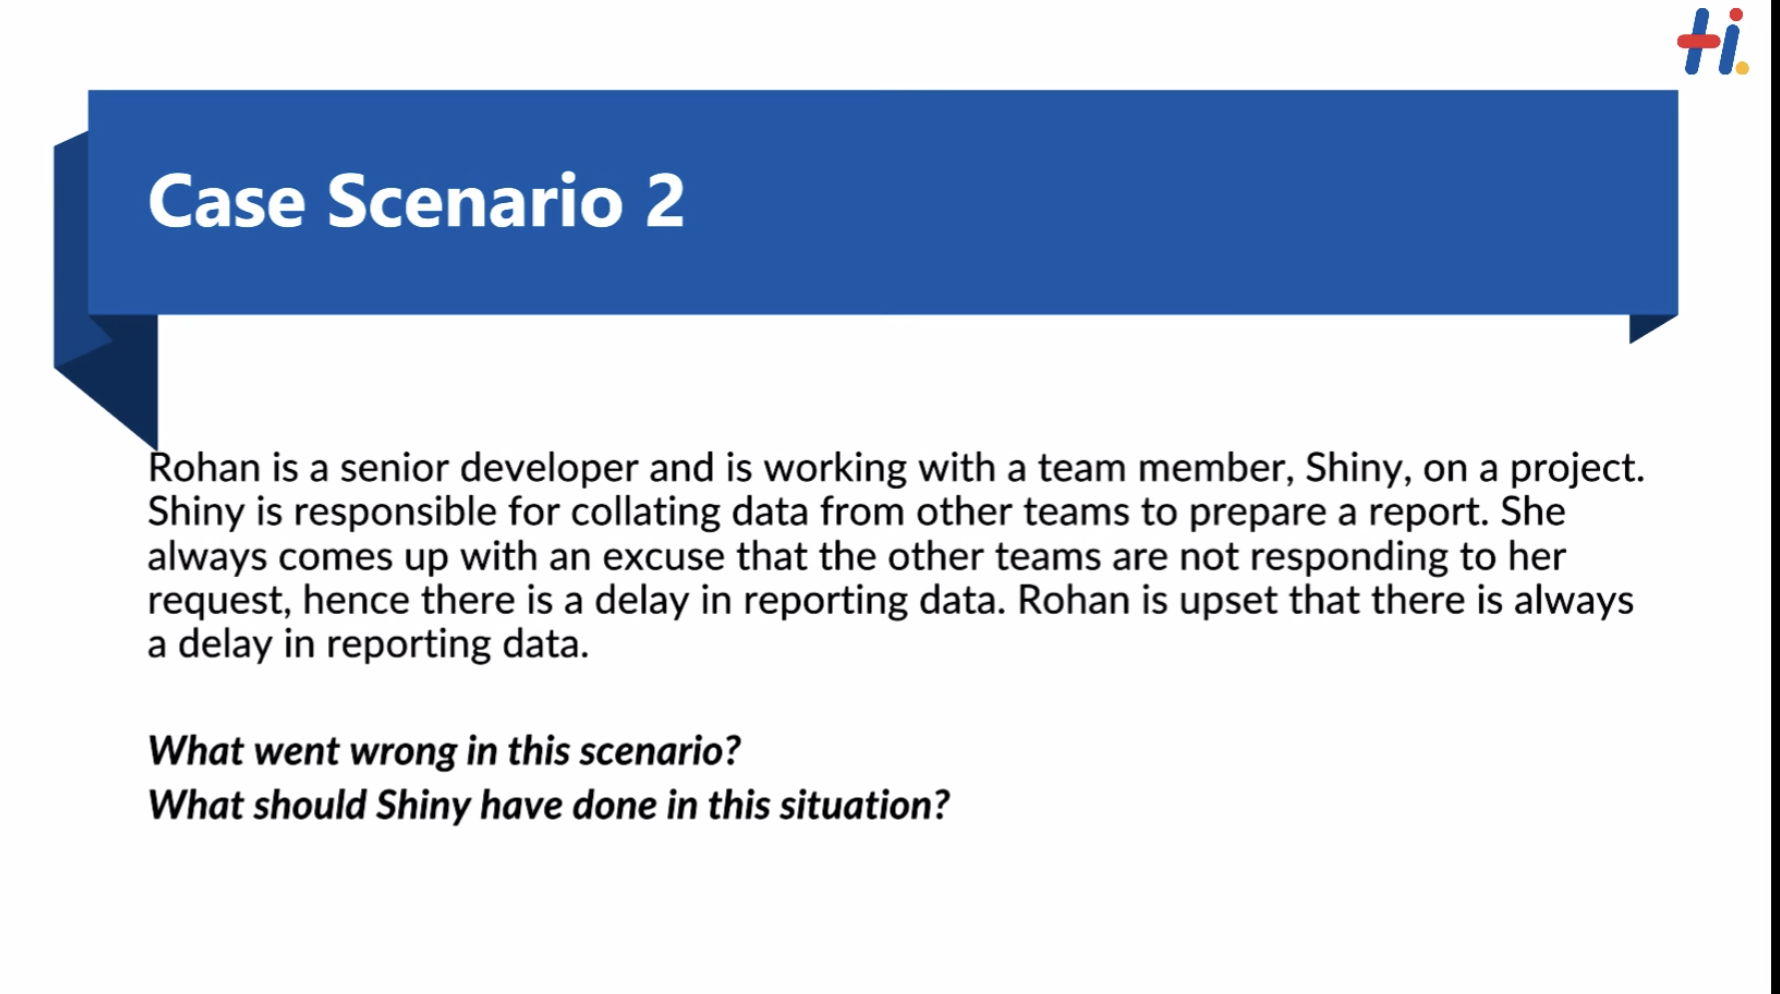 Hi.
Case Scenario 2
Rohan is a senior developer and is working with a team member, Shiny, on a project.
Shiny is responsible for collating data from other teams to prepare a report. She
always comes up with an excuse that the other teams are not responding to her
request, hence there is a delay in reporting data. Rohan is upset that there is always
a delay in reporting data.
What went wrong in this scenario?
What should Shiny have done in this situation?